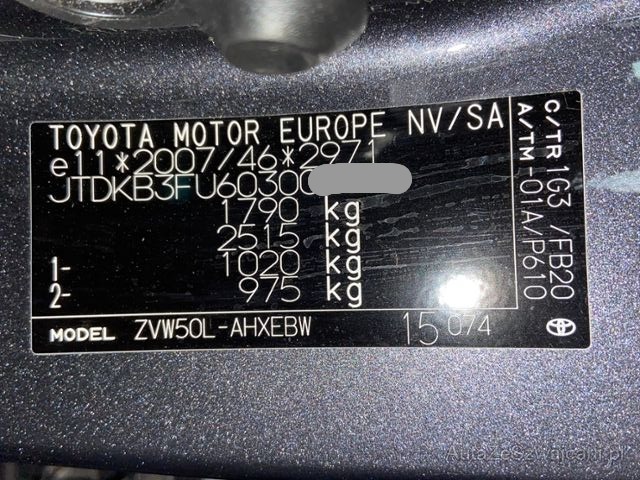 TOYOTA MOTOR EUROPE NV/SA
e11*2007/46*2971
JTDKB3FU60300
1790 kg
2515 kg
1- 1020 kg
2- 975 kg
MODEL ZVW50L-AHXEBW 15 074
C/TR 1G3 /FB20
A/TM -01A/P610
AutazeSzwajcarii.pl